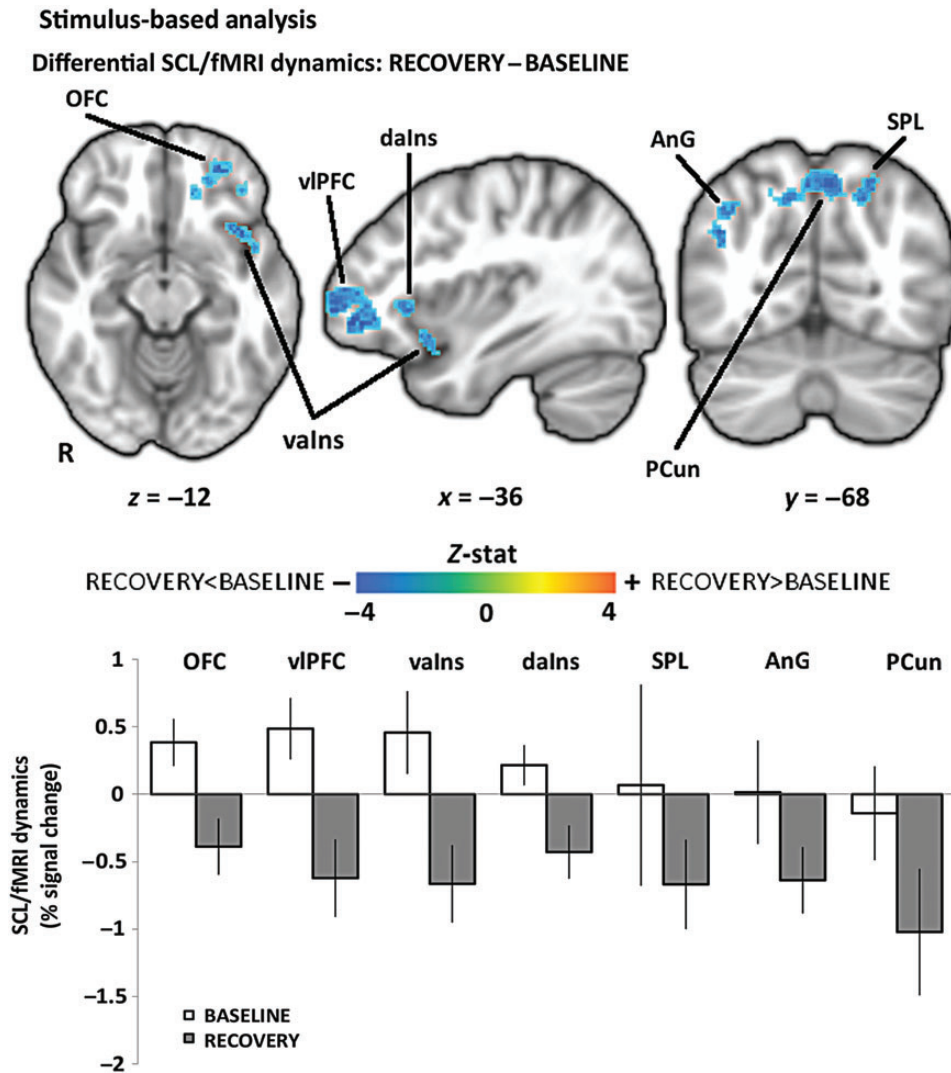 Stimulus-based analysis
Differential SCL/fMRI dynamics: RECOVERY–BASELINE
OFC
daIns
vlPFC
AnG
SPL
R
vaIns
PCun
z = –12
x = –36
y = –68
Z-stat
RECOVERY<BASELINE – + RECOVERY>BASELINE
–4 0 4
OFC vlPFC vaIns daIns SPL AnG PCun
SCL/fMRI dynamics
(% signal change)
1
0.5
0
–0.5
–1
–1.5
–2
BASELINE
RECOVERY